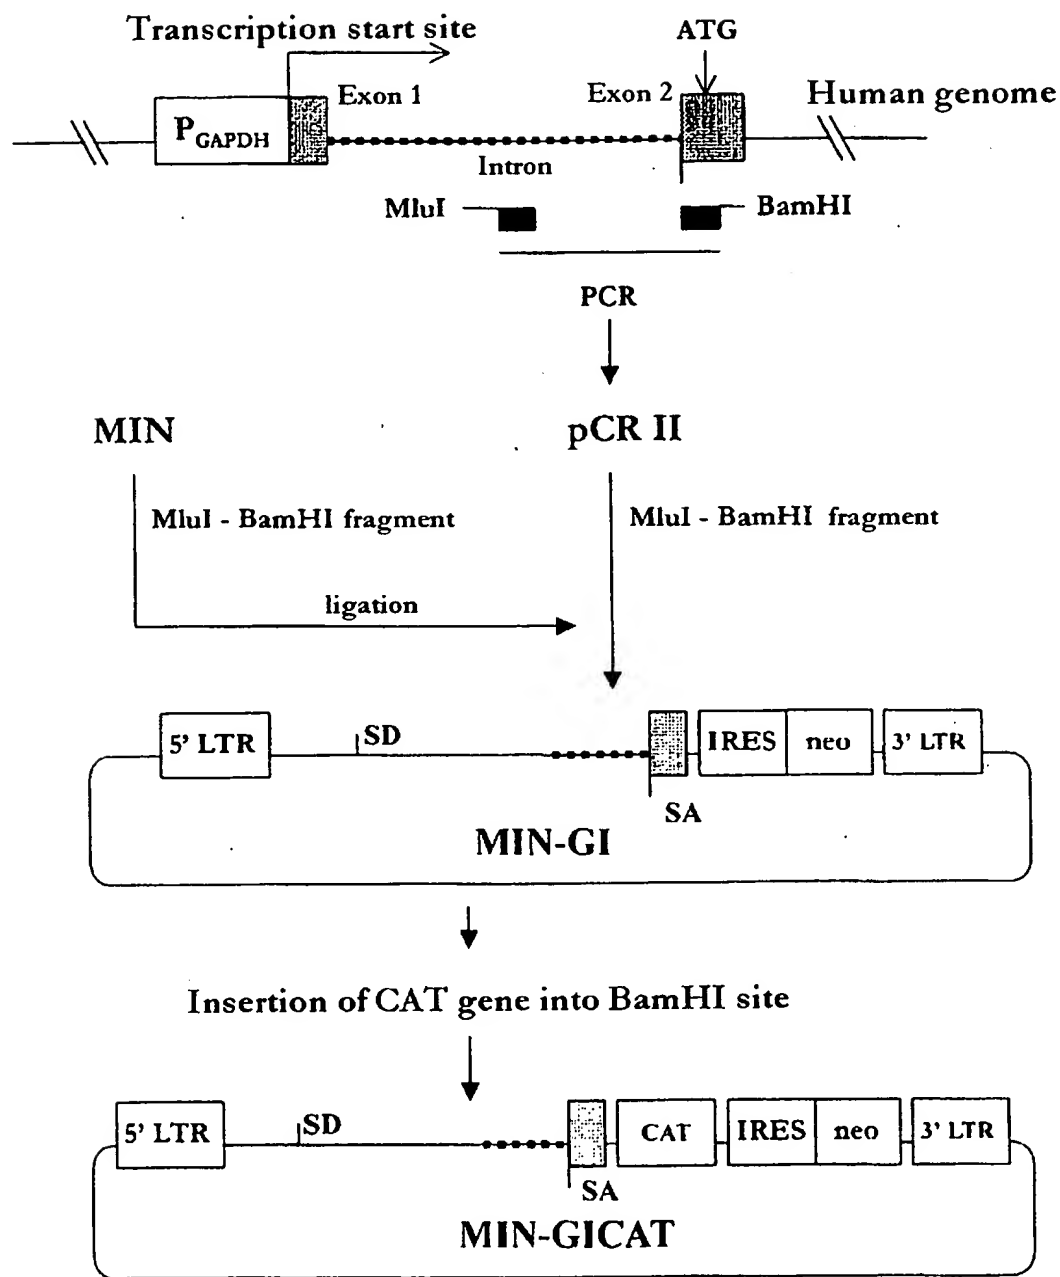 Transcription start site
ATG
Exon 1
Exon 2
Human genome
PGAPDH
Intron
MluI
BamHI
PCR
MIN
pCR II
MluI - BamHI fragment
MluI - BamHI fragment
ligation
5' LTR
SD
IRES
neo
3' LTR
SA
MIN-GI
Insertion of CAT gene into BamHI site
5' LTR
SD
CAT
IRES
neo
3' LTR
SA
MIN-GICAT